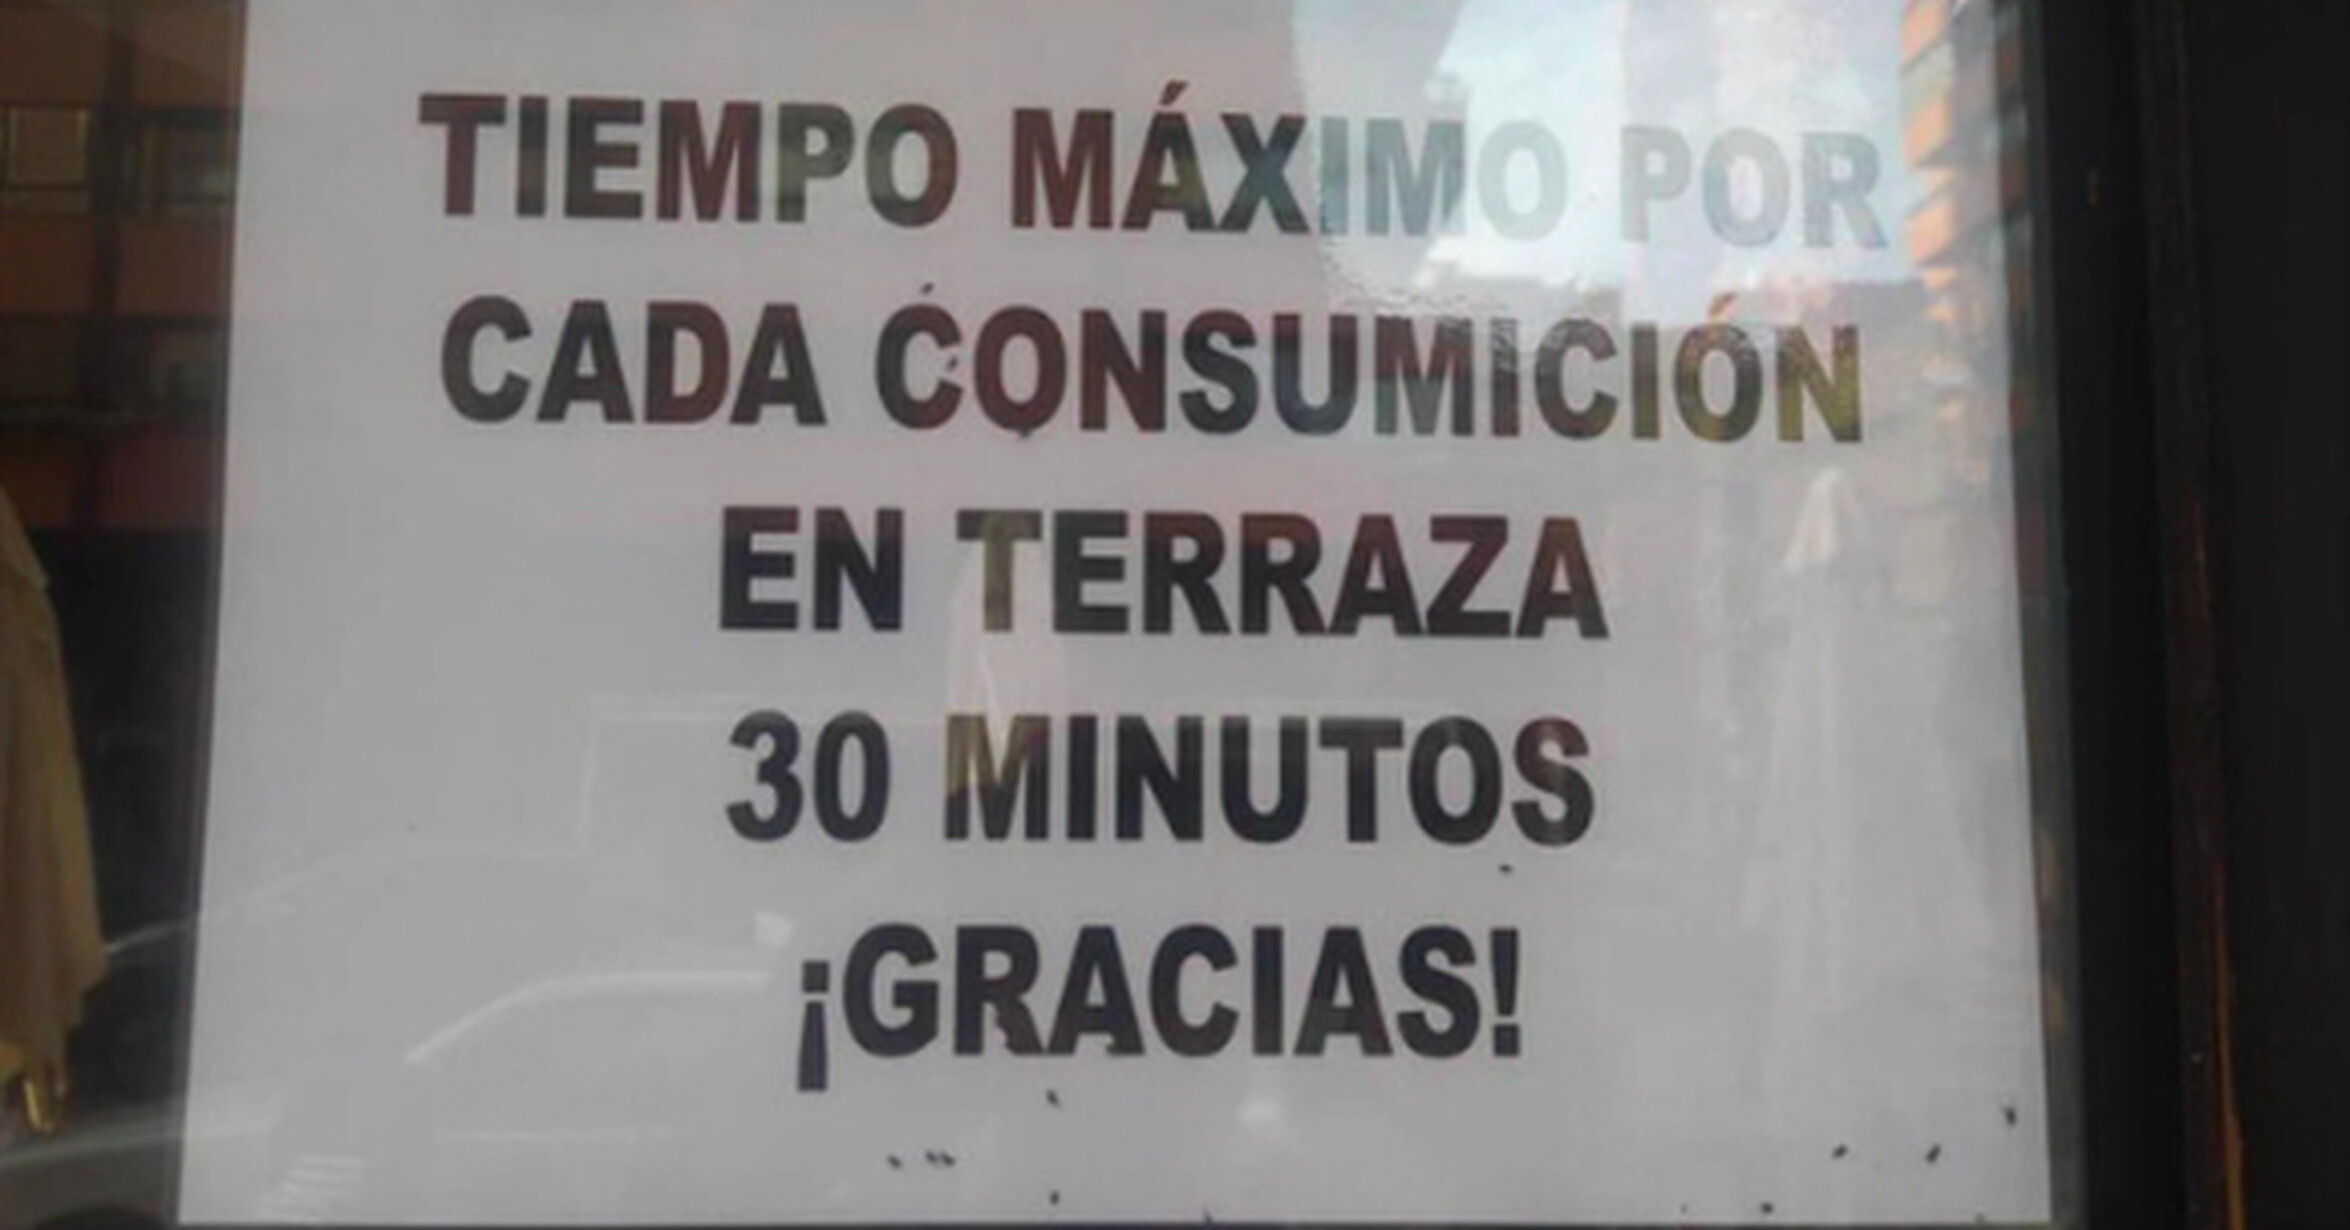 TIEMPO MÁXIMO POR
CADA CONSUMICIÓN
EN TERRAZA
30 MINUTOS
¡GRACIAS!